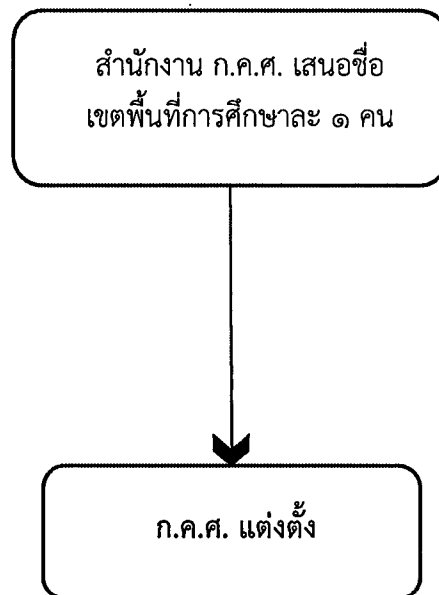 สำนักงาน ก.ค.ศ. เสนอชื่อ
เขตพื้นที่การศึกษาละ ๑ คน
ก.ค.ศ. แต่งตั้ง